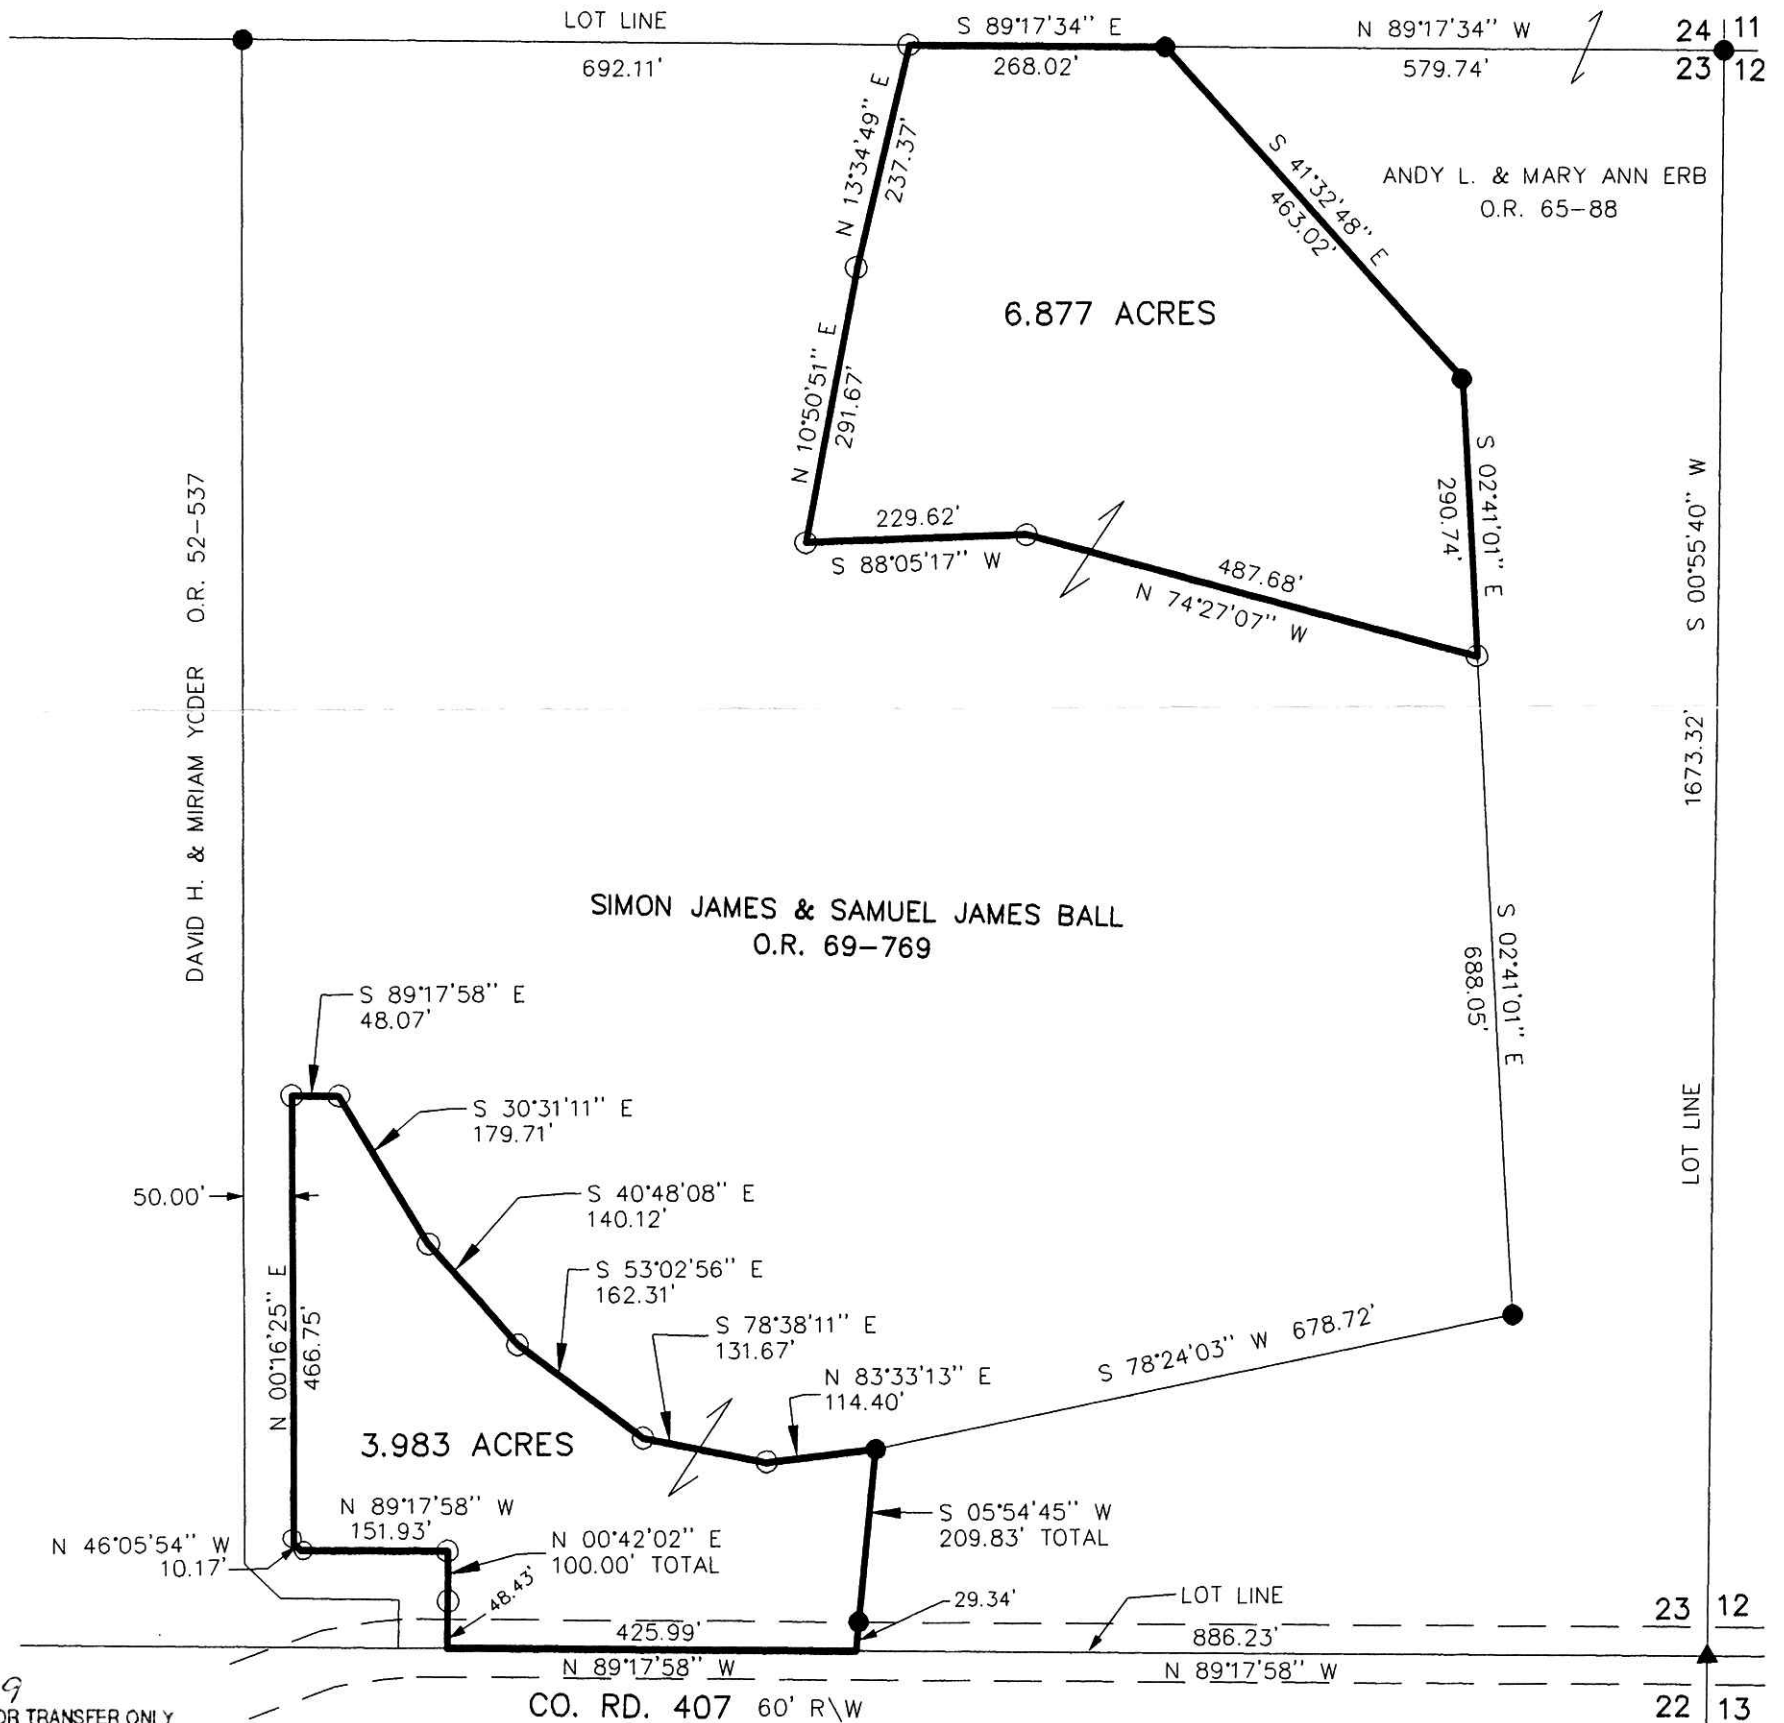 LOT LINE
692.11'
S 89°17'34" E
268.02'
N 89°17'34" W
579.74'
24 11
23 12
N 13°34'49" E
237.37'
S 41°32'48" E
463.02'
ANDY L. & MARY ANN ERB
O.R. 65-88
6.877 ACRES
N 10°50'51" E
291.67'
229.62'
S 88°05'17" W
487.68'
N 74°27'07" W
S 02°41'01" E
290.74'
S 00°55'40" W
1673.32'
LOT LINE
DAVID H. & MIRIAM YODER O.R. 52-537
SIMON JAMES & SAMUEL JAMES BALL
O.R. 69-769
S 02°41'01" E
688.05'
S 89°17'58" E
48.07'
S 30°31'11" E
179.71'
50.00'
S 40°48'08" E
140.12'
S 53°02'56" E
162.31'
S 78°38'11" E
131.67'
N 83°33'13" E
114.40'
S 78°24'03" W 678.72'
N 00°16'25" E
466.75'
3.983 ACRES
N 89°17'58" W
151.93'
N 46°05'54" W
10.17'
N 00°42'02" E
100.00' TOTAL
48.43'
S 05°54'45" W
209.83' TOTAL
29.34'
LOT LINE
425.99'
N 89°17'58" W
886.23'
N 89°17'58" W
23 12
22 13
CO. RD. 407 60' R\W
9
OR TRANSFER ONLY